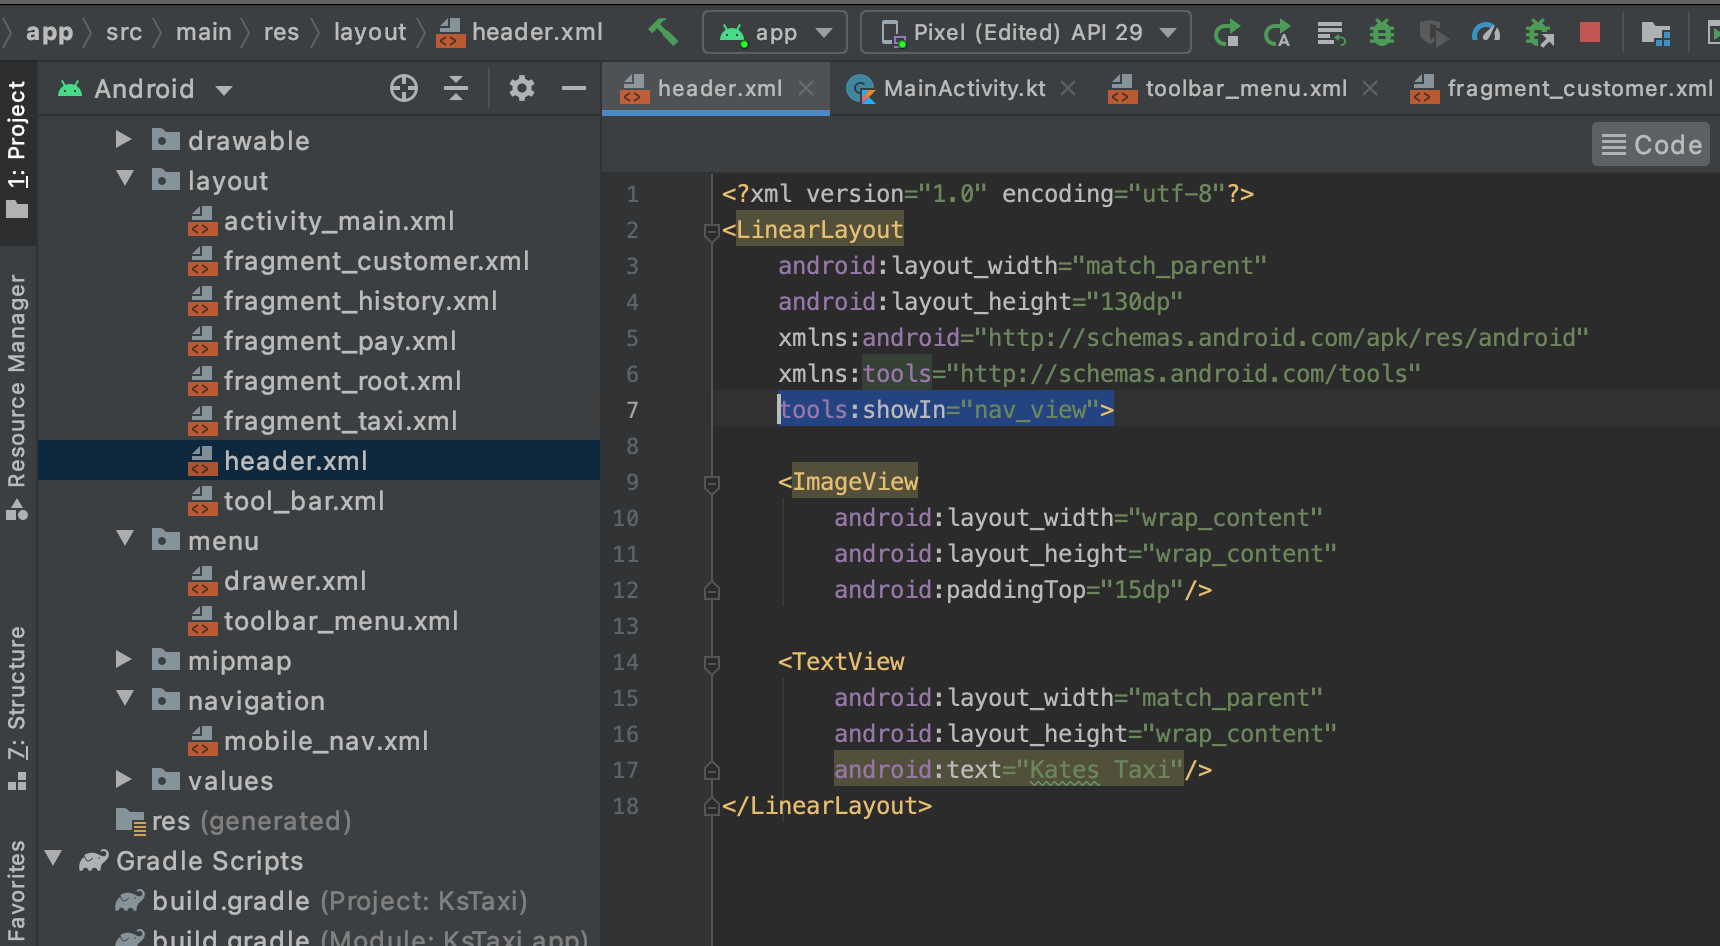 app src main res layout header.xml app Pixel (Edited) API 29
1: Project
Resource Manager
7: Structure
Favorites
Android
drawable
layout
activity_main.xml
fragment_customer.xml
fragment_history.xml
fragment_pay.xml
fragment_root.xml
fragment_taxi.xml
header.xml
tool_bar.xml
menu
drawer.xml
toolbar_menu.xml
mipmap
navigation
mobile_nav.xml
values
res (generated)
Gradle Scripts
build.gradle (Project: KsTaxi)
build.gradle (Module: KsTaxi.app)
header.xml MainActivity.kt toolbar_menu.xml fragment_customer.xml
Code
1 <?xml version="1.0" encoding="utf-8"?>
2 <LinearLayout
3 android:layout_width="match_parent"
4 android:layout_height="130dp"
5 xmlns:android="http://schemas.android.com/apk/res/android"
6 xmlns:tools="http://schemas.android.com/tools"
7 tools:showIn="nav_view">
8
9 <ImageView
10 android:layout_width="wrap_content"
11 android:layout_height="wrap_content"
12 android:paddingTop="15dp"/>
13
14 <TextView
15 android:layout_width="match_parent"
16 android:layout_height="wrap_content"
17 android:text="Kates Taxi"/>
18 </LinearLayout>